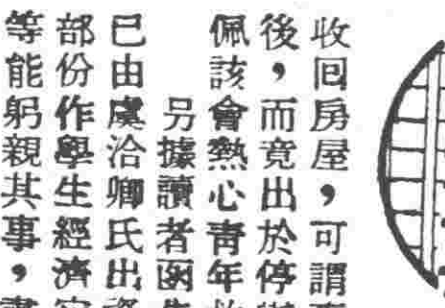 收回房屋，可謂
後，而竟出於停
佩該會熱心青年
另據讀者函
已由虞洽卿氏出
部份作學生經濟
等能躬親其事，